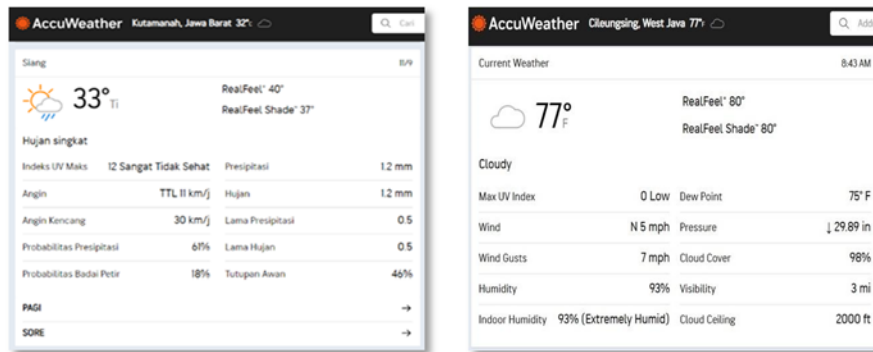 AccuWeather Kutamanah, Jawa Barat 32°c Cari
Siang 11/9
33° Ti
RealFeel® 40°
RealFeel Shade™ 37°
Hujan singkat
Indeks UV Maks 12 Sangat Tidak Sehat
Angin TTL 11 km/j
Angin Kencang 30 km/j
Probabilitas Presipitasi 61%
Probabilitas Badai Petir 18%
Presipitasi 1.2 mm
Hujan 1.2 mm
Lama Presipitasi 0.5
Lama Hujan 0.5
Tutupan Awan 46%
PAGI →
SORE →
AccuWeather Cileungsing, West Java 77°F Add
Current Weather 8:43 AM
77° F
RealFeel® 80°
RealFeel Shade™ 80°
Cloudy
Max UV Index 0 Low
Wind N 5 mph
Wind Gusts 7 mph
Humidity 93%
Indoor Humidity 93% (Extremely Humid)
Dew Point 75° F
Pressure ↓ 29.89 in
Cloud Cover 98%
Visibility 3 mi
Cloud Ceiling 2000 ft